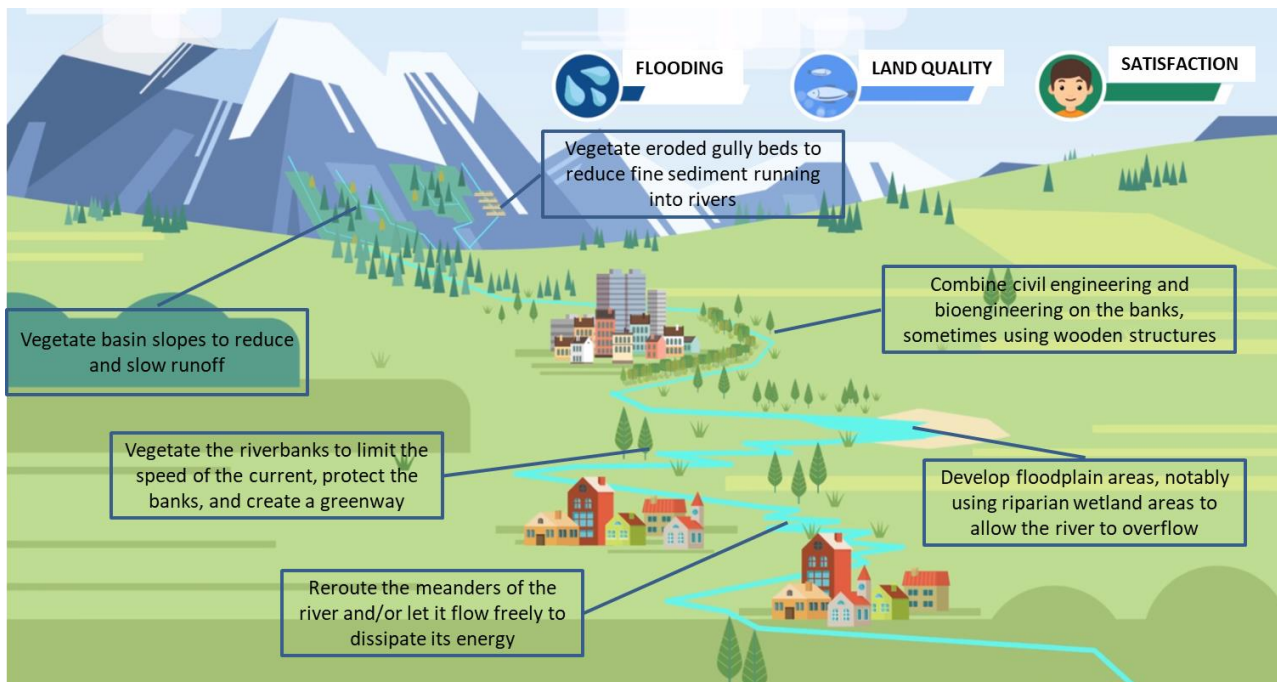 FLOODING
LAND QUALITY
SATISFACTION
Vegetate eroded gully beds to
reduce fine sediment running
into rivers
Combine civil engineering and
bioengineering on the banks,
sometimes using wooden structures
Vegetate basin slopes to reduce
and slow runoff
Vegetate the riverbanks to limit the
speed of the current, protect the
banks, and create a greenway
Develop floodplain areas, notably
using riparian wetland areas to
allow the river to overflow
Reroute the meanders of the
river and/or let it flow freely to
dissipate its energy